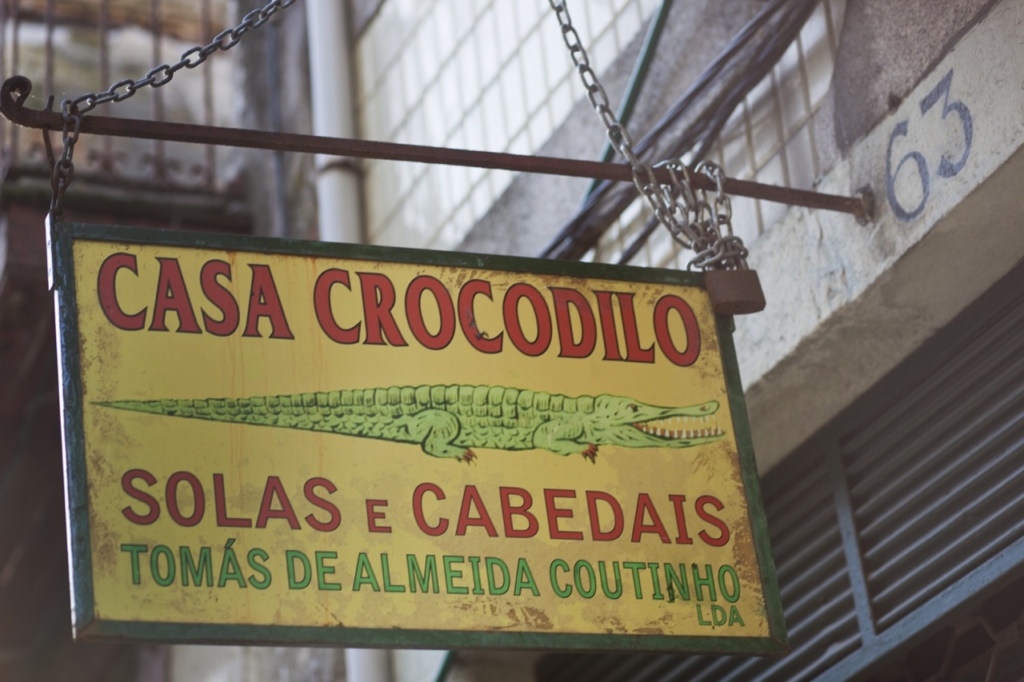 63
CASA CROCODILO
SOLAS E CABEDAIS
TOMÁS DE ALMEIDA COUTINHO
LDA